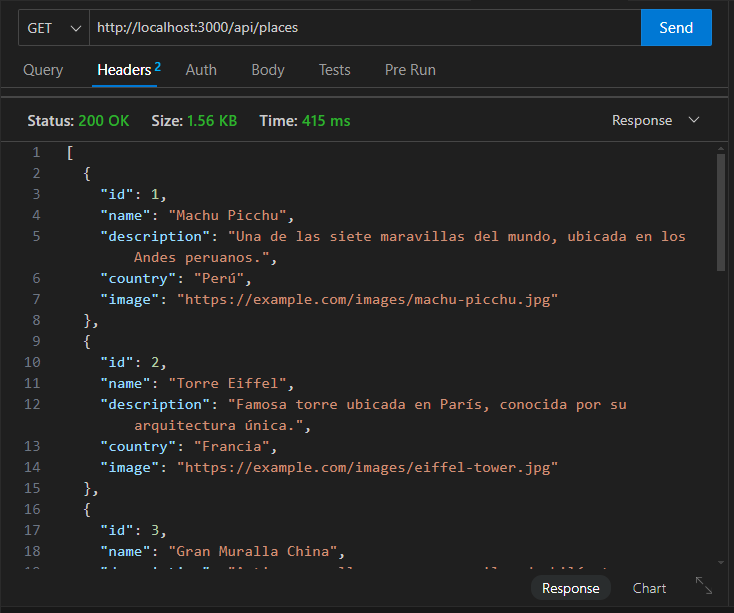 GET http://localhost:3000/api/places Send
Query Headers 2 Auth Body Tests Pre Run
Status: 200 OK Size: 1.56 KB Time: 415 ms Response
1 [
2 {
3 "id": 1,
4 "name": "Machu Picchu",
5 "description": "Una de las siete maravillas del mundo, ubicada en los
Andes peruanos.",
6 "country": "Perú",
7 "image": "https://example.com/images/machu-picchu.jpg"
8 },
9 {
10 "id": 2,
11 "name": "Torre Eiffel",
12 "description": "Famosa torre ubicada en París, conocida por su
arquitectura única.",
13 "country": "Francia",
14 "image": "https://example.com/images/eiffel-tower.jpg"
15 },
16 {
17 "id": 3,
18 "name": "Gran Muralla China",
Response Chart